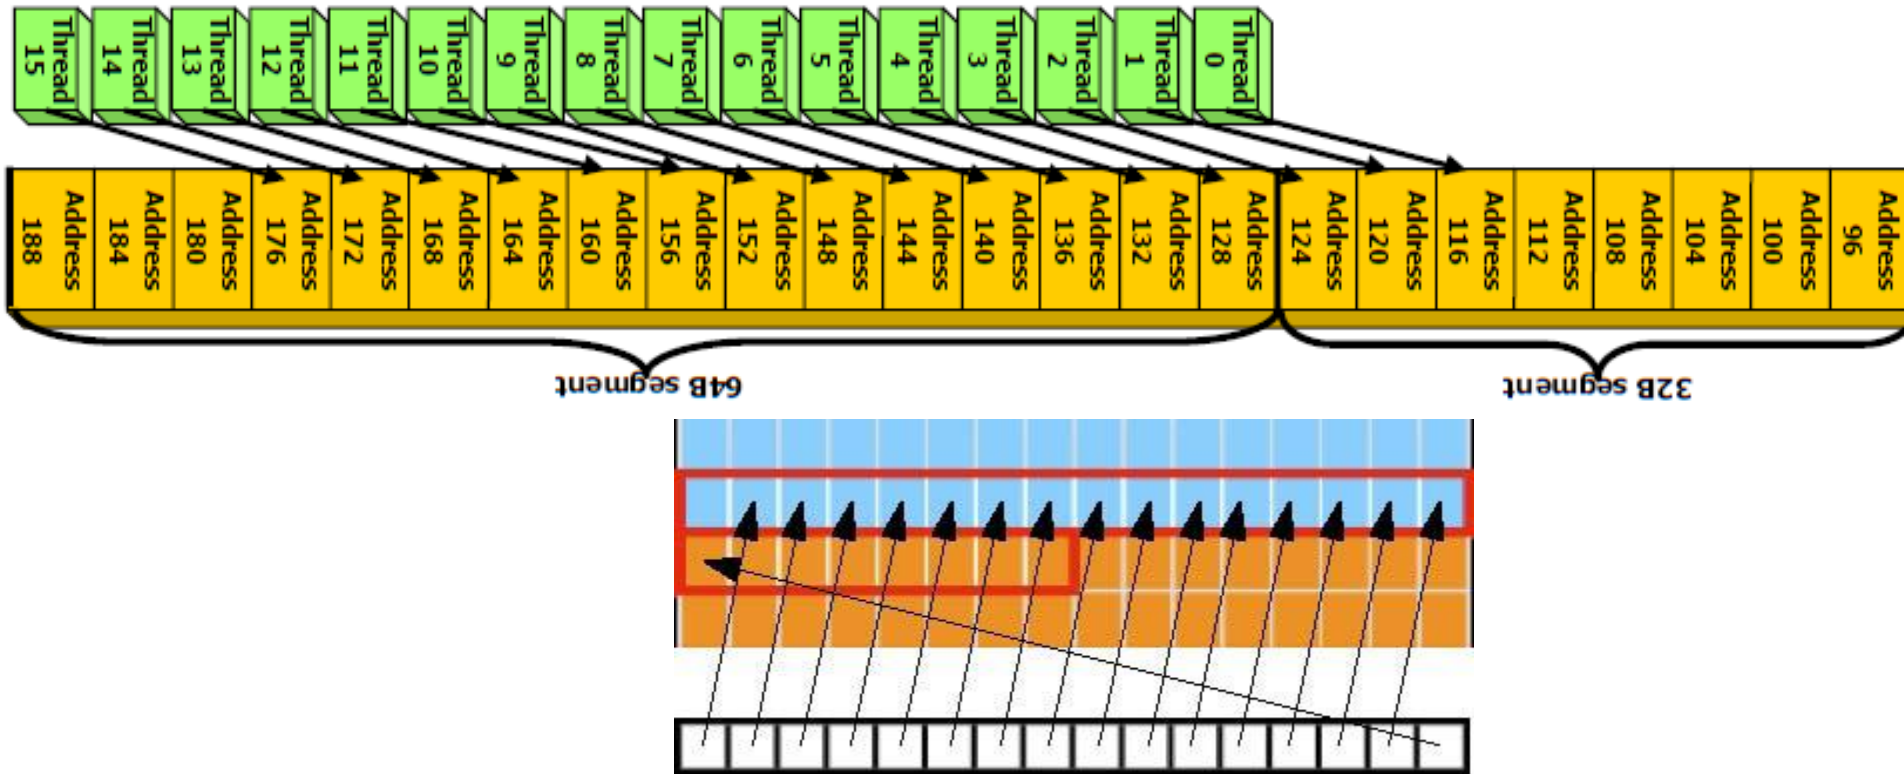 Thread 15
Thread 14
Thread 13
Thread 12
Thread 11
Thread 10
Thread 9
Thread 8
Thread 7
Thread 6
Thread 5
Thread 4
Thread 3
Thread 2
Thread 1
Thread 0
Address 188
Address 184
Address 180
Address 176
Address 172
Address 168
Address 164
Address 160
Address 156
Address 152
Address 148
Address 144
Address 140
Address 136
Address 132
Address 128
Address 124
Address 120
Address 116
Address 112
Address 108
Address 104
Address 100
Address 96
64B segment
32B segment